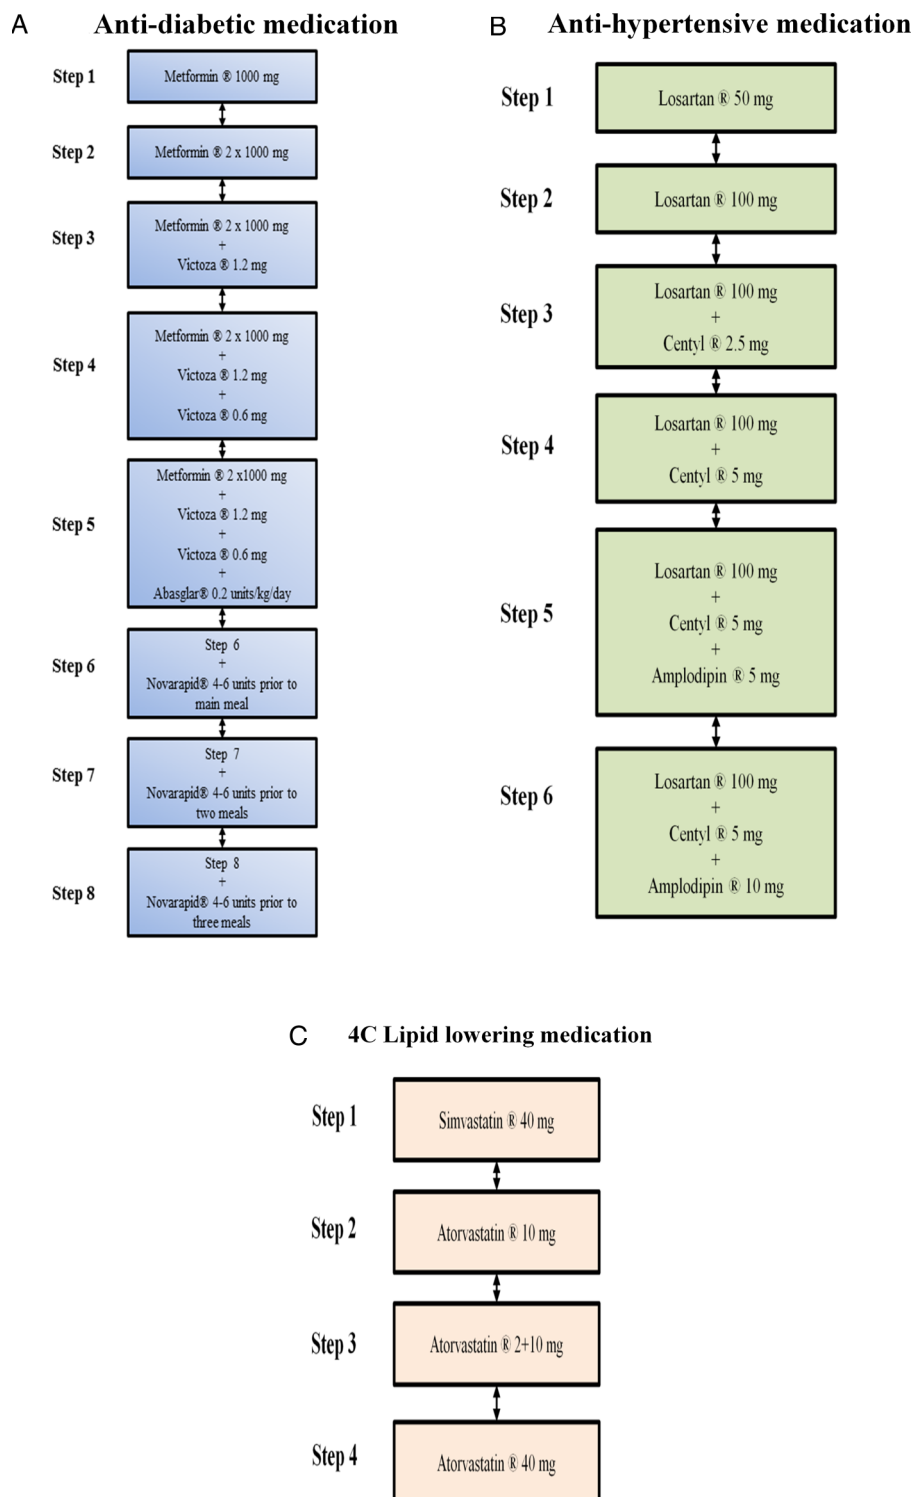 A
Anti-diabetic medication
Step 1
Metformin ® 1000 mg
Step 2
Metformin ® 2 x 1000 mg
Step 3
Metformin ® 2 x 1000 mg
+
Victoza ® 1.2 mg
Step 4
Metformin ® 2 x 1000 mg
+
Victoza ® 1.2 mg
+
Victoza ® 0.6 mg
Step 5
Metformin ® 2 x1000 mg
+
Victoza ® 1.2 mg
+
Victoza ® 0.6 mg
+
Abasglar® 0.2 units/kg/day
Step 6
Step 6
+
Novarapid® 4-6 units prior to
main meal
Step 7
Step 7
+
Novarapid® 4-6 units prior to
two meals
Step 8
Step 8
+
Novarapid® 4-6 units prior to
three meals
B
Anti-hypertensive medication
Step 1
Losartan ® 50 mg
Step 2
Losartan ® 100 mg
Step 3
Losartan ® 100 mg
+
Centyl ® 2.5 mg
Step 4
Losartan ® 100 mg
+
Centyl ® 5 mg
Step 5
Losartan ® 100 mg
+
Centyl ® 5 mg
+
Amplodipin ® 5 mg
Step 6
Losartan ® 100 mg
+
Centyl ® 5 mg
+
Amplodipin ® 10 mg
C
4C Lipid lowering medication
Step 1
Simvastatin ® 40 mg
Step 2
Atorvastatin ® 10 mg
Step 3
Atorvastatin ® 2+10 mg
Step 4
Atorvastatin ® 40 mg